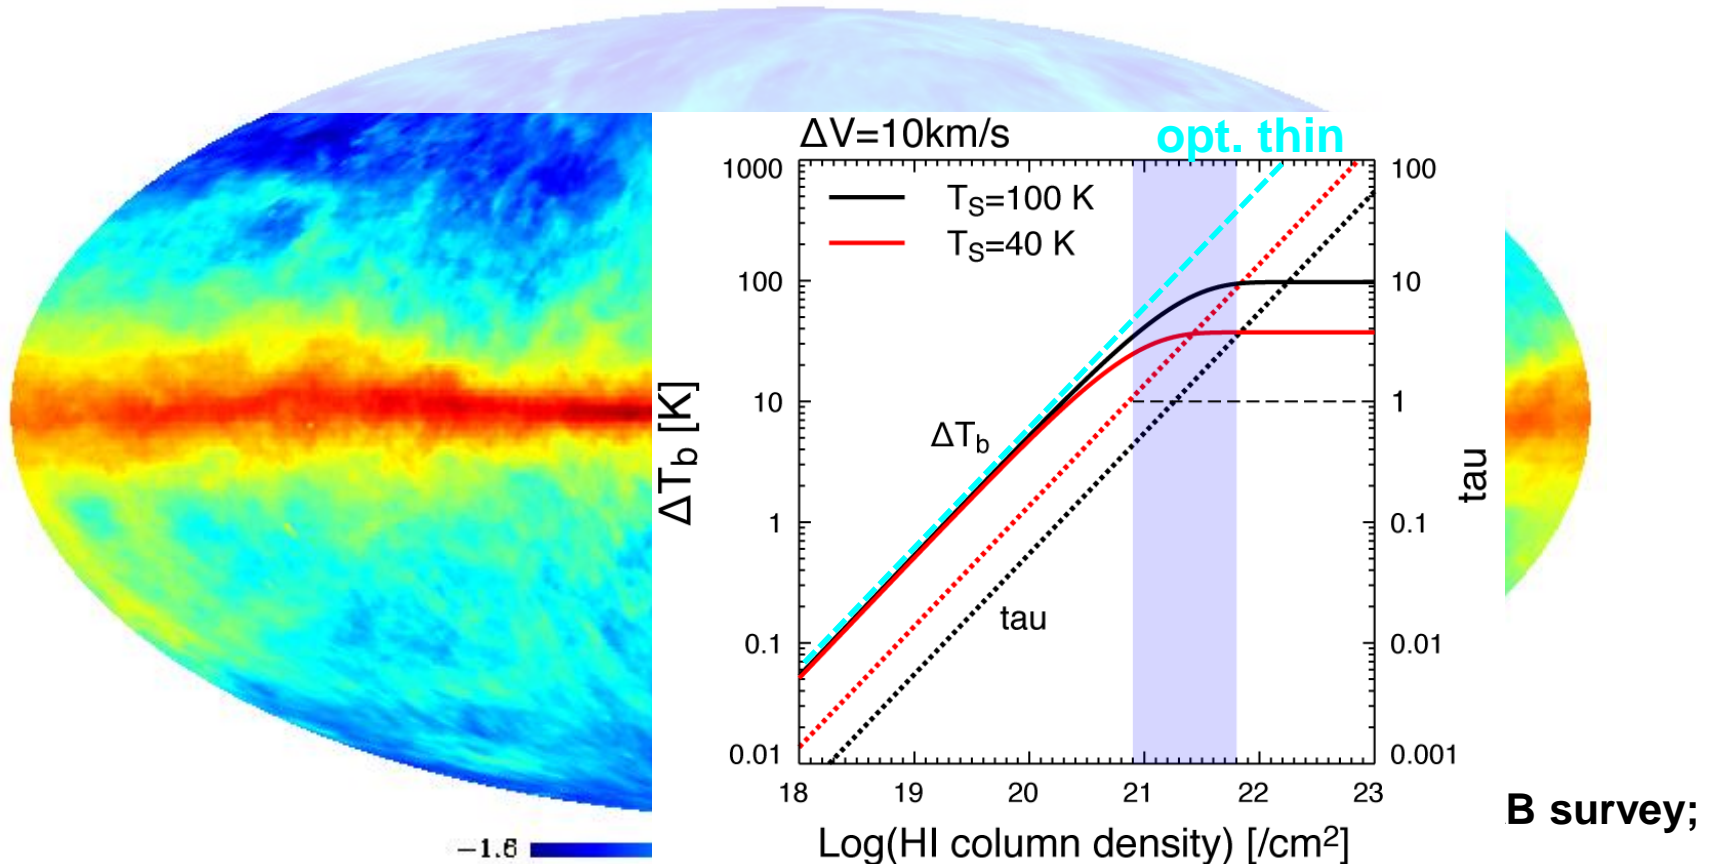 ΔV=10km/s
opt. thin
T_S=100 K
T_S=40 K
1000
100
10
1
0.1
0.01
ΔT_b [K]
ΔT_b
tau
100
10
1
0.1
0.01
0.001
tau
18 19 20 21 22 23
Log(HI column density) [/cm²]
−1.6
B survey;